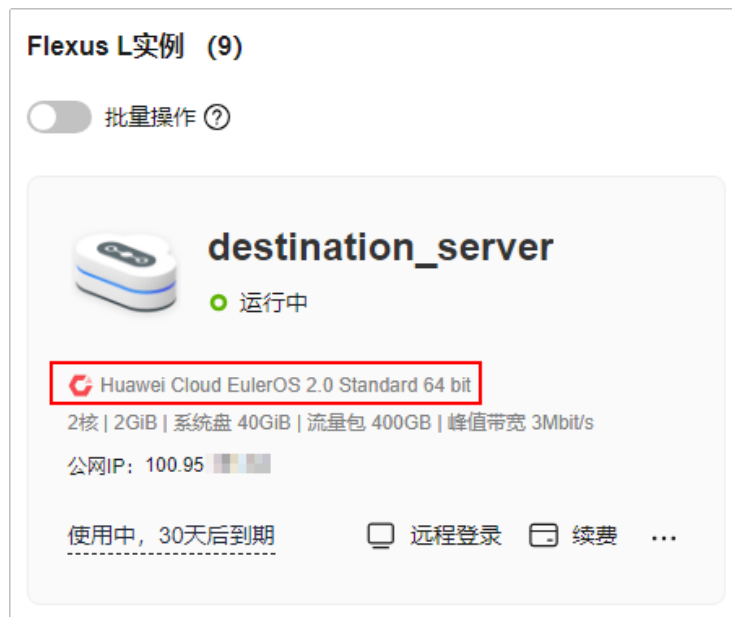 Flexus L实例 (9)
批量操作 ?
destination_server
运行中
Huawei Cloud EulerOS 2.0 Standard 64 bit
2核 | 2GiB | 系统盘 40GiB | 流量包 400GB | 峰值带宽 3Mbit/s
公网IP：100.95
使用中，30天后到期 远程登录 续费 ...